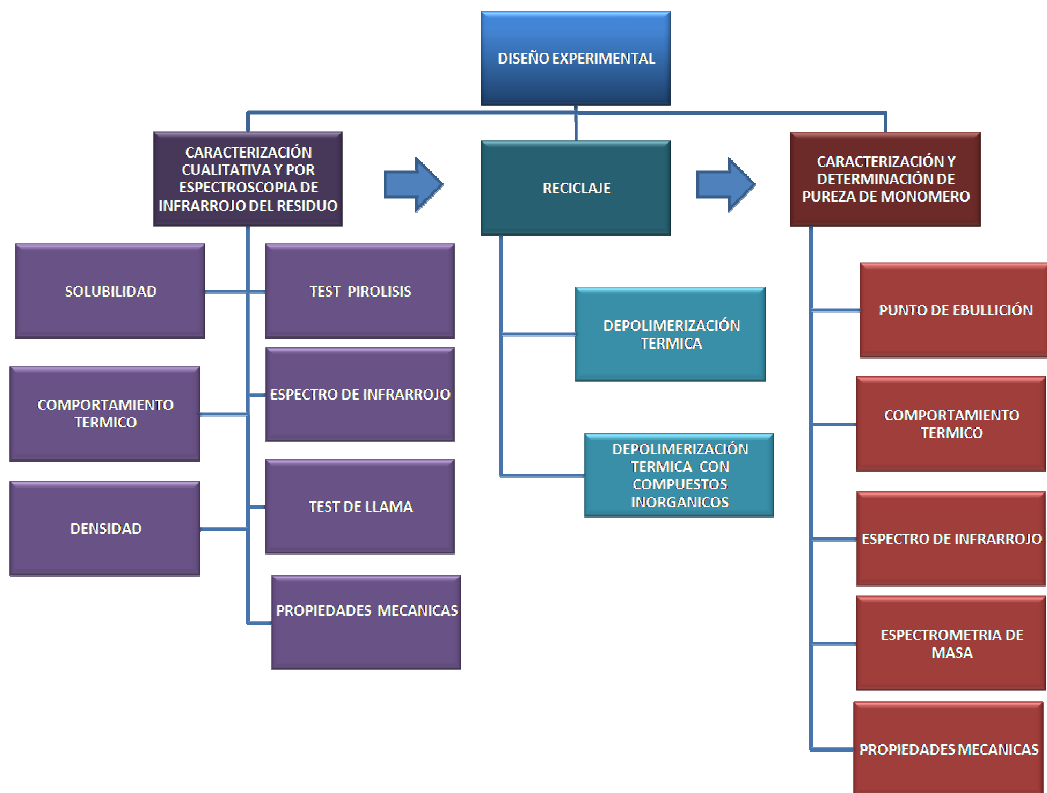 DISEÑO EXPERIMENTAL
CARACTERIZACIÓN
CUALITATIVA Y POR
ESPECTROSCOPIA DE
INFRARROJO DEL RESIDUO
RECICLAJE
CARACTERIZACIÓN Y
DETERMINACIÓN DE
PUREZA DE MONOMERO
SOLUBILIDAD
TEST PIROLISIS
COMPORTAMIENTO
TERMICO
ESPECTRO DE INFRARROJO
DENSIDAD
TEST DE LLAMA
PROPIEDADES MECANICAS
DEPOLIMERIZACIÓN
TERMICA
DEPOLIMERIZACIÓN
TERMICA CON
COMPUESTOS
INORGANICOS
PUNTO DE EBULLICIÓN
COMPORTAMIENTO
TERMICO
ESPECTRO DE INFRARROJO
ESPECTROMETRIA DE
MASA
PROPIEDADES MECANICAS